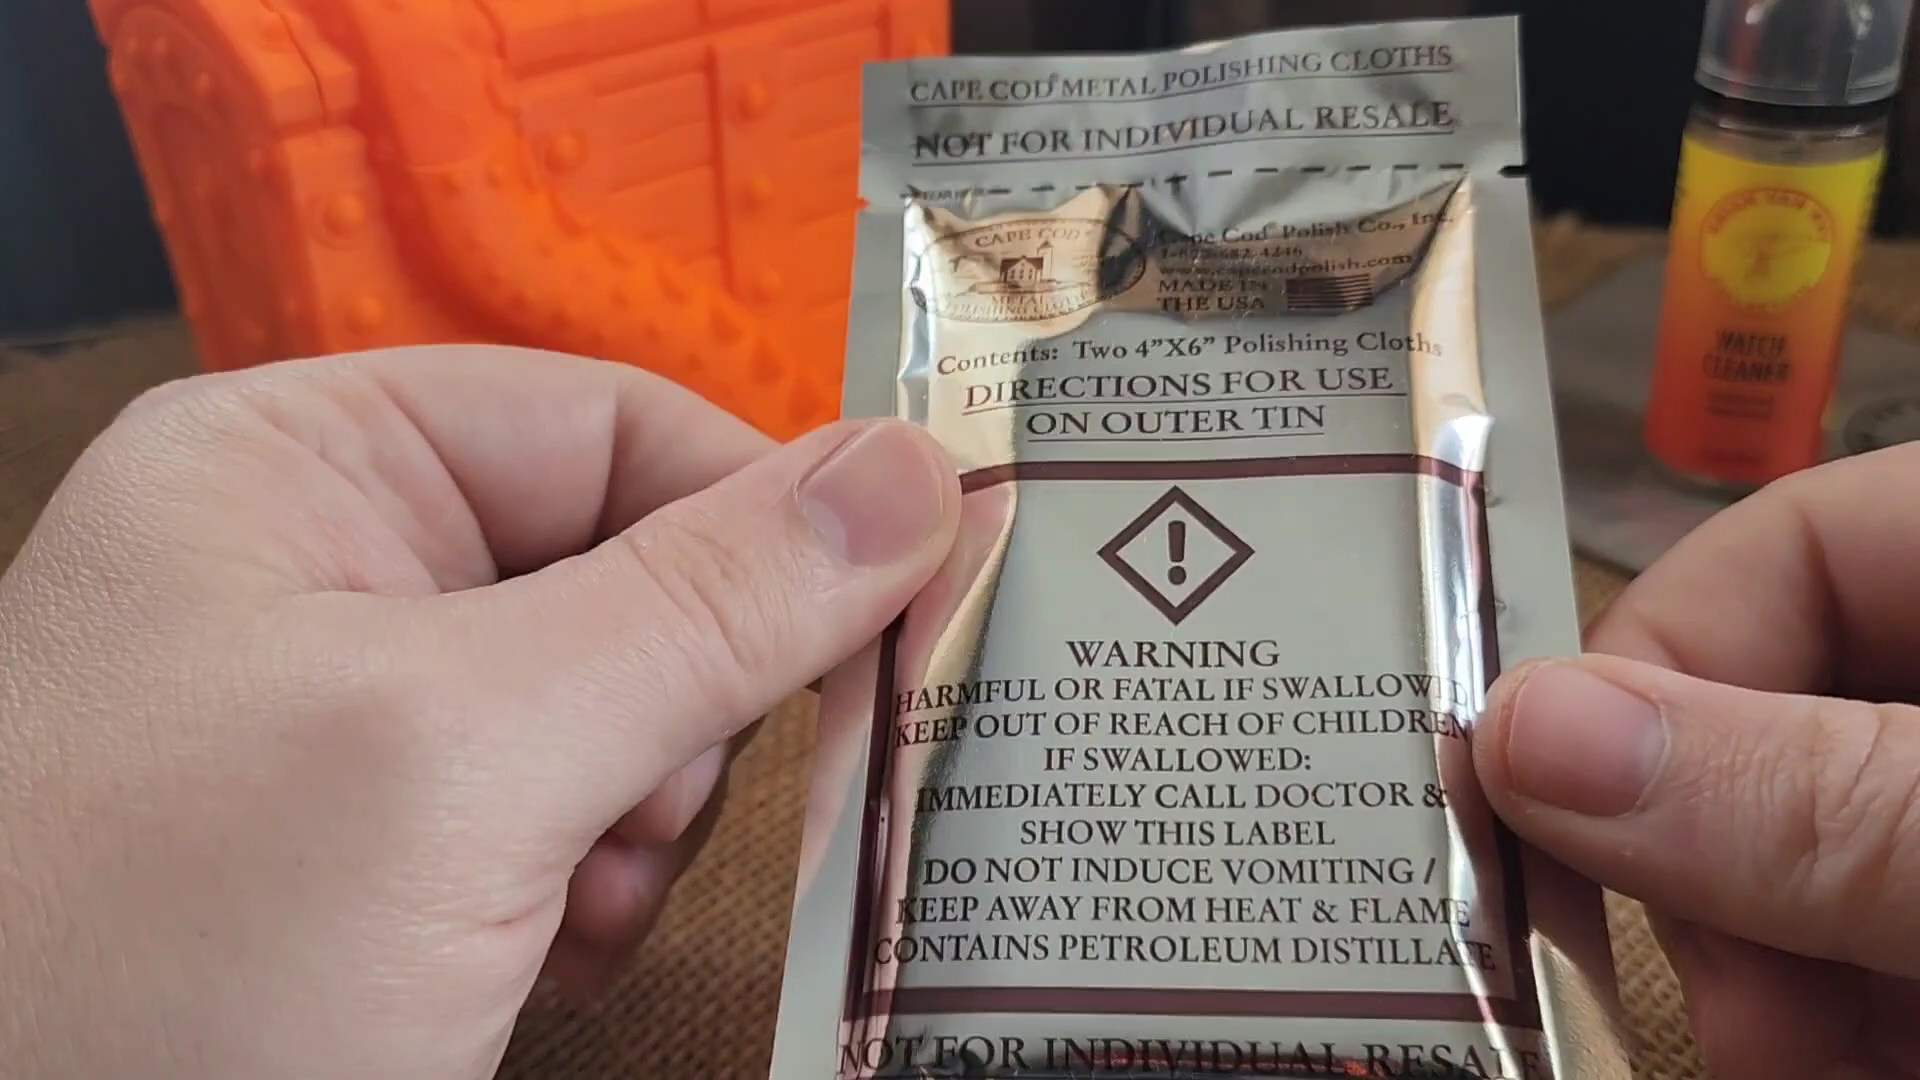 CAPE COD® METAL POLISHING CLOTHS
NOT FOR INDIVIDUAL RESALE
CAPE COD®
METAL
POLISHING CLOTHS
Cape Cod® Polish Co., Inc.
www.capecodpolish.com
MADE IN
THE USA
Contents: Two 4”X6” Polishing Cloths
DIRECTIONS FOR USE
ON OUTER TIN
!
WARNING
HARMFUL OR FATAL IF SWALLOWED
KEEP OUT OF REACH OF CHILDREN
IF SWALLOWED:
IMMEDIATELY CALL DOCTOR &
SHOW THIS LABEL
DO NOT INDUCE VOMITING /
KEEP AWAY FROM HEAT & FLAME
CONTAINS PETROLEUM DISTILLATE
NOT FOR INDIVIDUAL RESALE
WATCH
CLEANER